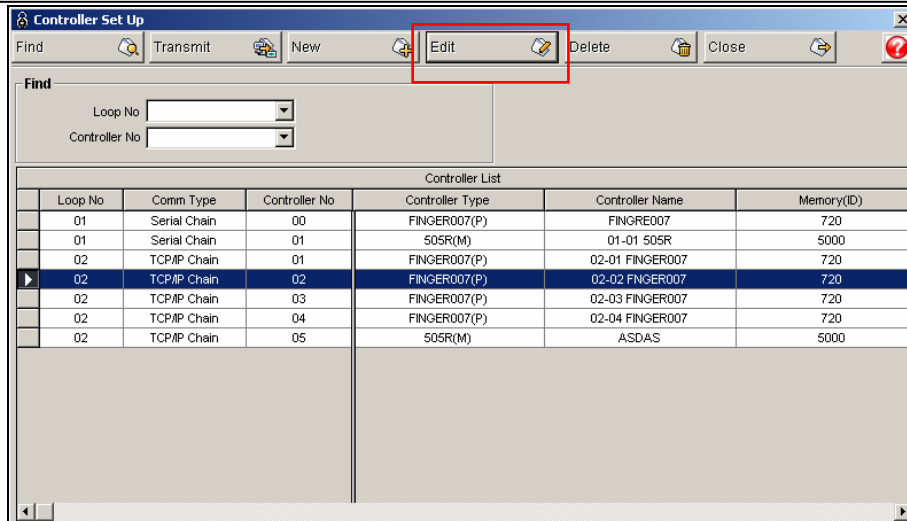 Controller Set Up
Find Transmit New Edit Delete Close
Find
Loop No
Controller No
Controller List
Loop No Comm Type Controller No Controller Type Controller Name Memory(ID)
01 Serial Chain 00 FINGER007(P) FINGRE007 720
01 Serial Chain 01 505R(M) 01-01 505R 5000
02 TCP/IP Chain 01 FINGER007(P) 02-01 FINGER007 720
02 TCP/IP Chain 02 FINGER007(P) 02-02 FNGER007 720
02 TCP/IP Chain 03 FINGER007(P) 02-03 FINGER007 720
02 TCP/IP Chain 04 FINGER007(P) 02-04 FINGER007 720
02 TCP/IP Chain 05 505R(M) ASDAS 5000